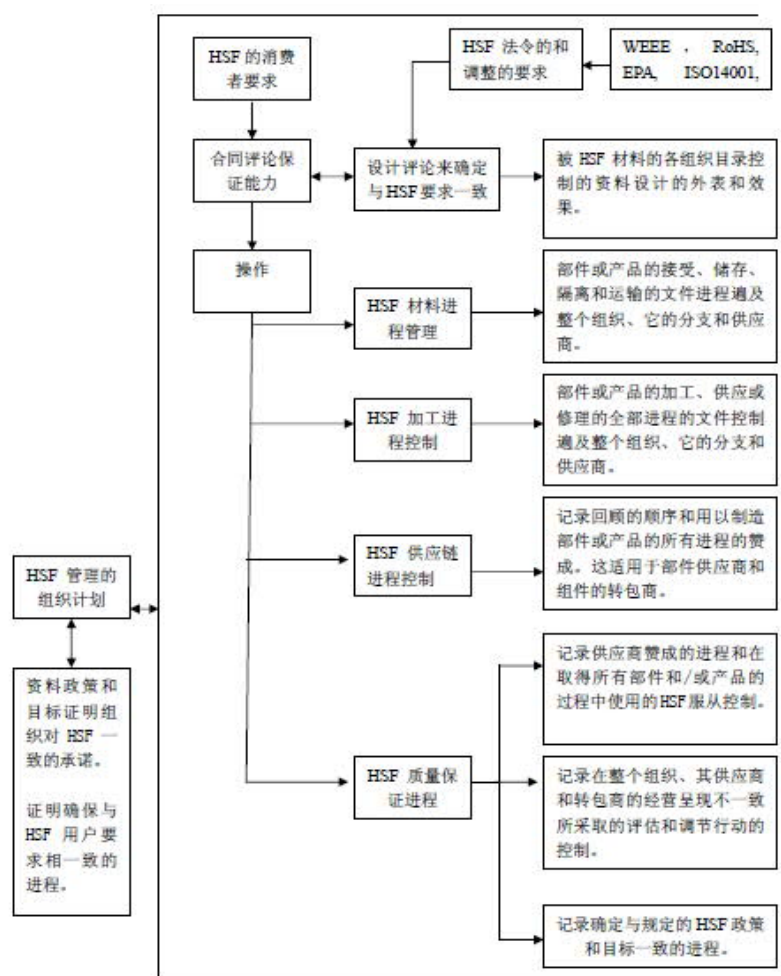 HSF 的消费
者要求
HSF 法令的和
调整的要求
WEEE ， RoHS,
EPA, ISO14001,
合同评论保
证能力
设计评论来确定
与HSF要求一致
被 HSF 材料的各组织目录控
制的资料设计的外表和效
果。
操作
HSF 材料进
程管理
部件或产品的接受、储存、
隔离和运输的文件进程遍及
整个组织、它的分支和供应
商。
HSF 加工进
程控制
部件或产品的加工、供应或
修理的全部进程的文件控制
遍及整个组织、它的分支和
供应商。
HSF 供应链
进程控制
记录回顾的顺序和用以制造
部件或产品的所有进程的赞
成。这适用于部件供应商和
组件的转包商。
HSF 管理的
组织计划
资料政策和
目标证明组
织对 HSF 一
致的承诺。
证明确保与
HSF 用户要
求相一致的
进程。
HSF 质量保
证进程
记录供应商赞成的进程和在
取得所有部件和/或产品的
过程中使用的HSF服从控制。
记录在整个组织、其供应商
和转包商的经营呈现不一致
所采取的评估和调节行动的
控制。
记录确定与规定的HSF政策
和目标一致的进程。